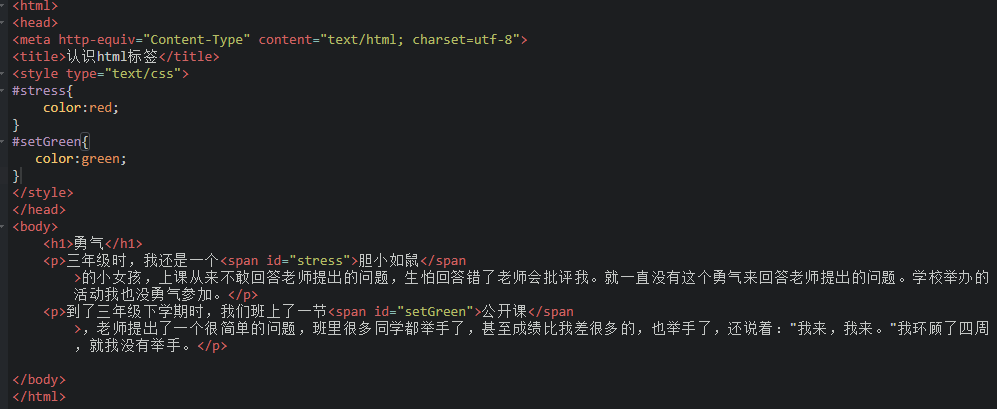 <html>
<head>
<meta http-equiv="Content-Type" content="text/html; charset=utf-8">
<title>认识html标签</title>
<style type="text/css">
#stress{
    color:red;
}
#setGreen{
   color:green;
}
</style>
</head>
<body>
    <h1>勇气</h1>
    <p>三年级时，我还是一个<span id="stress">胆小如鼠</span
        >的小女孩，上课从来不敢回答老师提出的问题，生怕回答错了老师会批评我。就一直没有这个勇气来回答老师提出的问题。学校举办的
        活动我也没勇气参加。</p>
    <p>到了三年级下学期时，我们班上了一节<span id="setGreen">公开课</span
        >，老师提出了一个很简单的问题，班里很多同学都举手了，甚至成绩比我差很多的，也举手了，还说着："我来，我来。"我环顾了四周
        ，就我没有举手。</p>
</body>
</html>